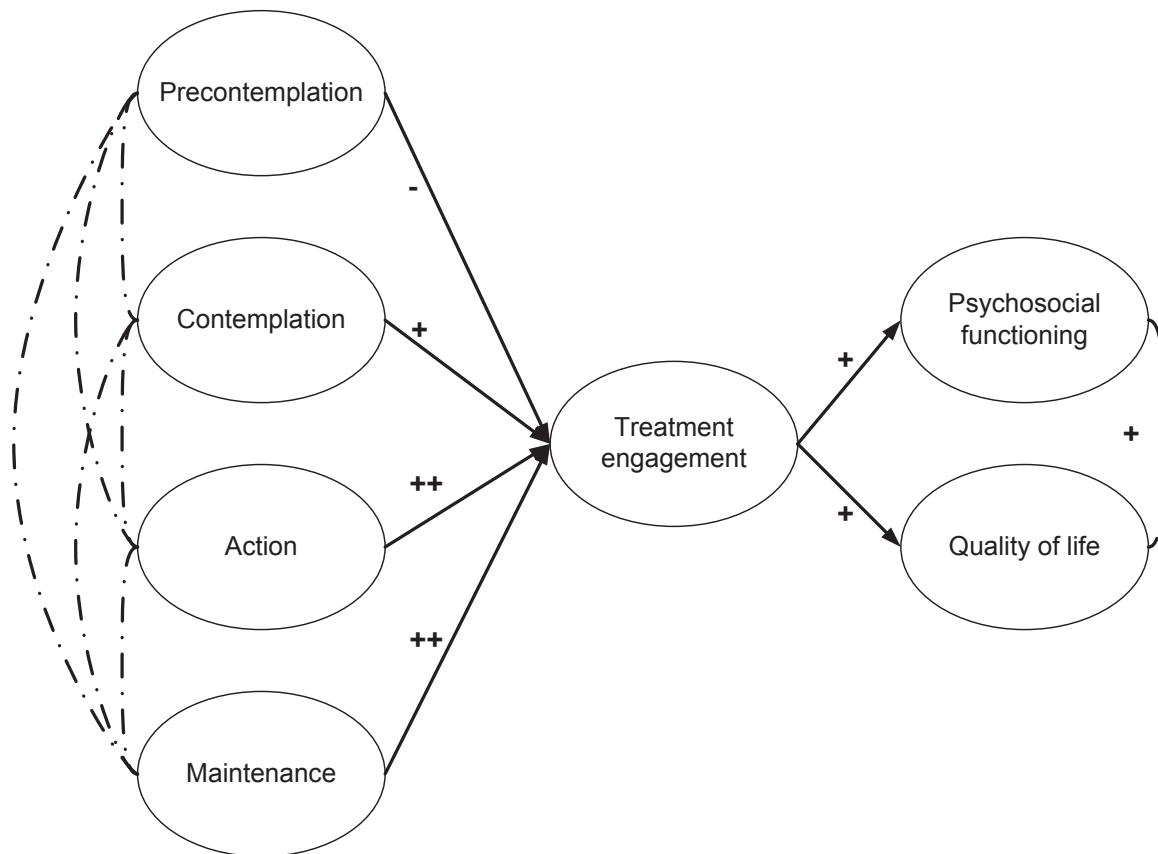 Precontemplation
-
Contemplation
+
Psychosocial
functioning
+
Treatment
engagement
+
Action
++
+
Quality of life
++
Maintenance